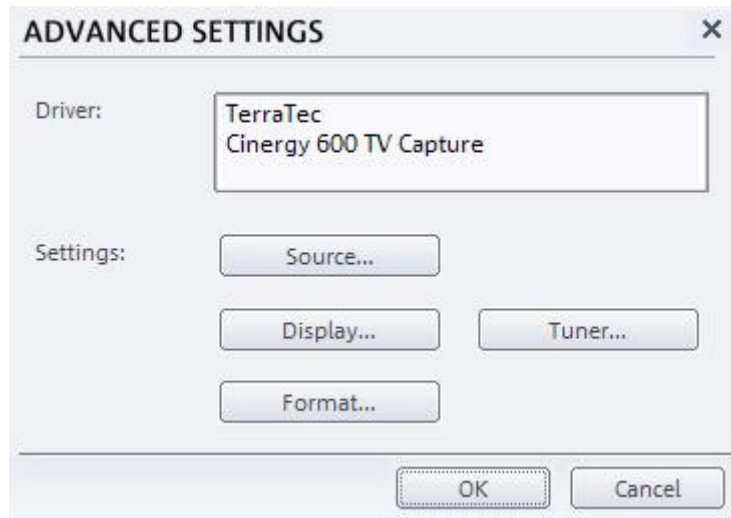 ADVANCED SETTINGS
Driver:
TerraTec
Cinergy 600 TV Capture
Settings:
Source...
Display...
Tuner...
Format...
OK
Cancel